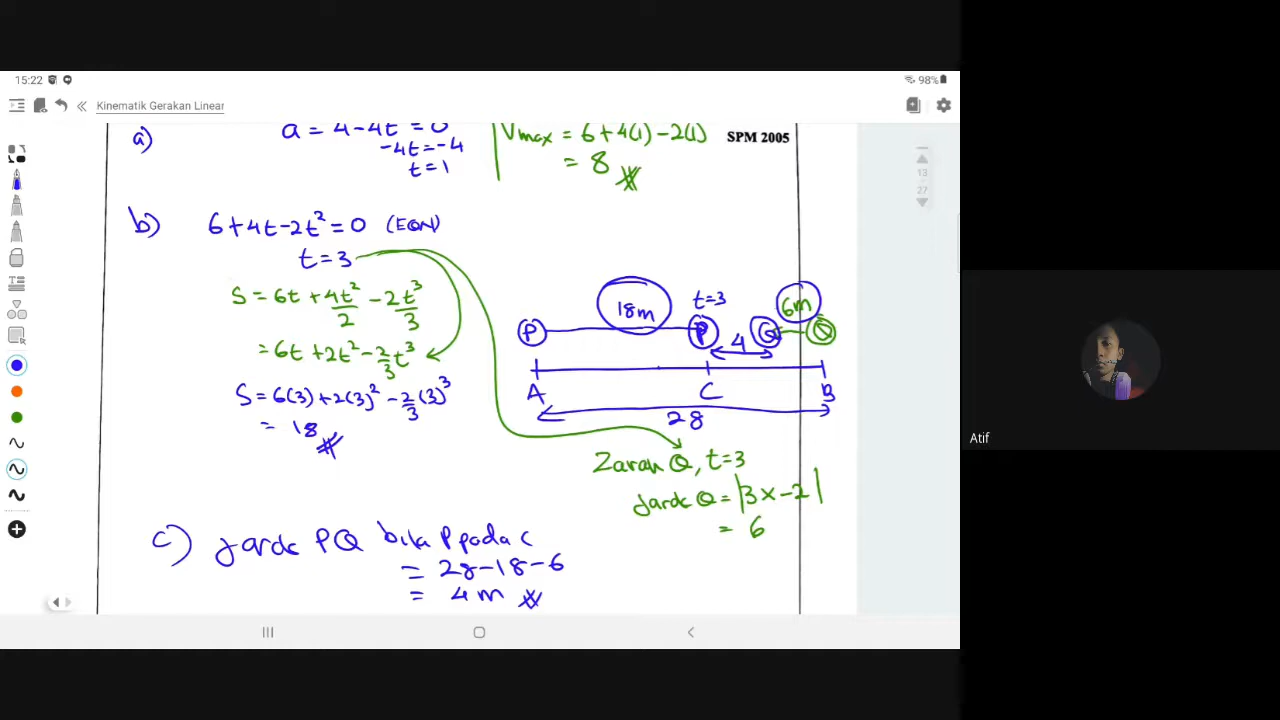 15:22
98%
Kinematik Gerakan Linear
a)
a = 4 - 4t = 0
-4t = -4
t = 1
Vmax = 6 + 4(1) - 2(1)
= 8
SPM 2005
13
27
b) 6 + 4t - 2t² = 0 (EQN)
t = 3
S = 6t + 4t²/2 - 2t³/3
= 6t + 2t² - 2/3 t³
S = 6(3) + 2(3)² - 2/3 (3)³
= 18
18m
t=3
6m
P
P
4
Q
Q
A
C
B
28
Zarah Q, t=3
Jarak Q = |3 x -2|
= 6
c) Jarak PQ bila P pada C
= 28 - 18 - 6
= 4 m
Atif